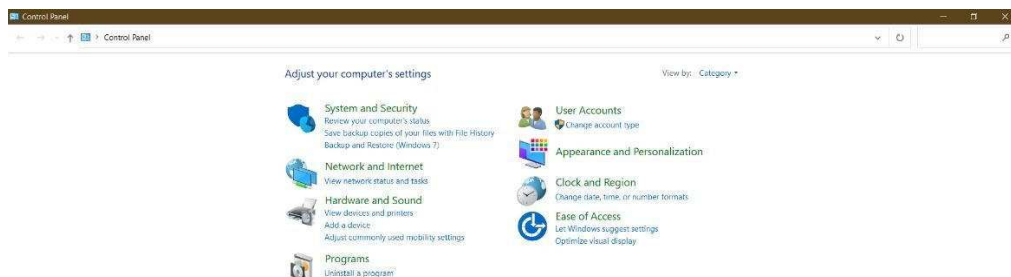 Control Panel
Control Panel
Adjust your computer's settings
View by: Category
System and Security
Review your computer's status
Save backup copies of your files with File History
Backup and Restore (Windows 7)
Network and Internet
View network status and tasks
Hardware and Sound
View devices and printers
Add a device
Adjust commonly used mobility settings
Programs
Uninstall a program
User Accounts
Change account type
Appearance and Personalization
Clock and Region
Change date, time, or number formats
Ease of Access
Let Windows suggest settings
Optimize visual display